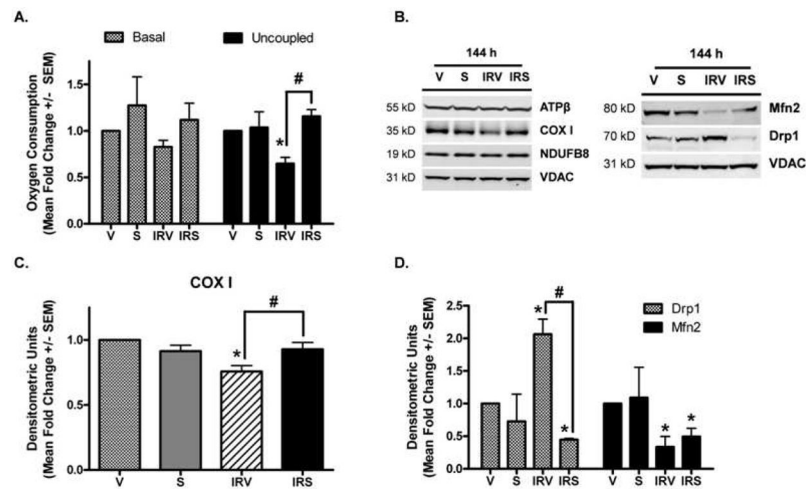 A.
Basal
Uncoupled
Oxygen Consumption
(Mean Fold Change +/- SEM)
1.5
1.0
0.5
0.0
*
#
V S IRV IRS V S IRV IRS
B.
144 h
V S IRV IRS
55 kD ATPβ
35 kD COX I
19 kD NDUFB8
31 kD VDAC
144 h
V S IRV IRS
80 kD Mfn2
70 kD Drp1
31 kD VDAC
C.
COX I
Densitometric Units
(Mean Fold Change +/- SEM)
1.0
0.5
0.0
*
#
V S IRV IRS
D.
Drp1
Mfn2
Densitometric Units
(Mean Fold Change +/- SEM)
2.5
2.0
1.5
1.0
0.5
0.0
* #
* * *
V S IRV IRS V S IRV IRS